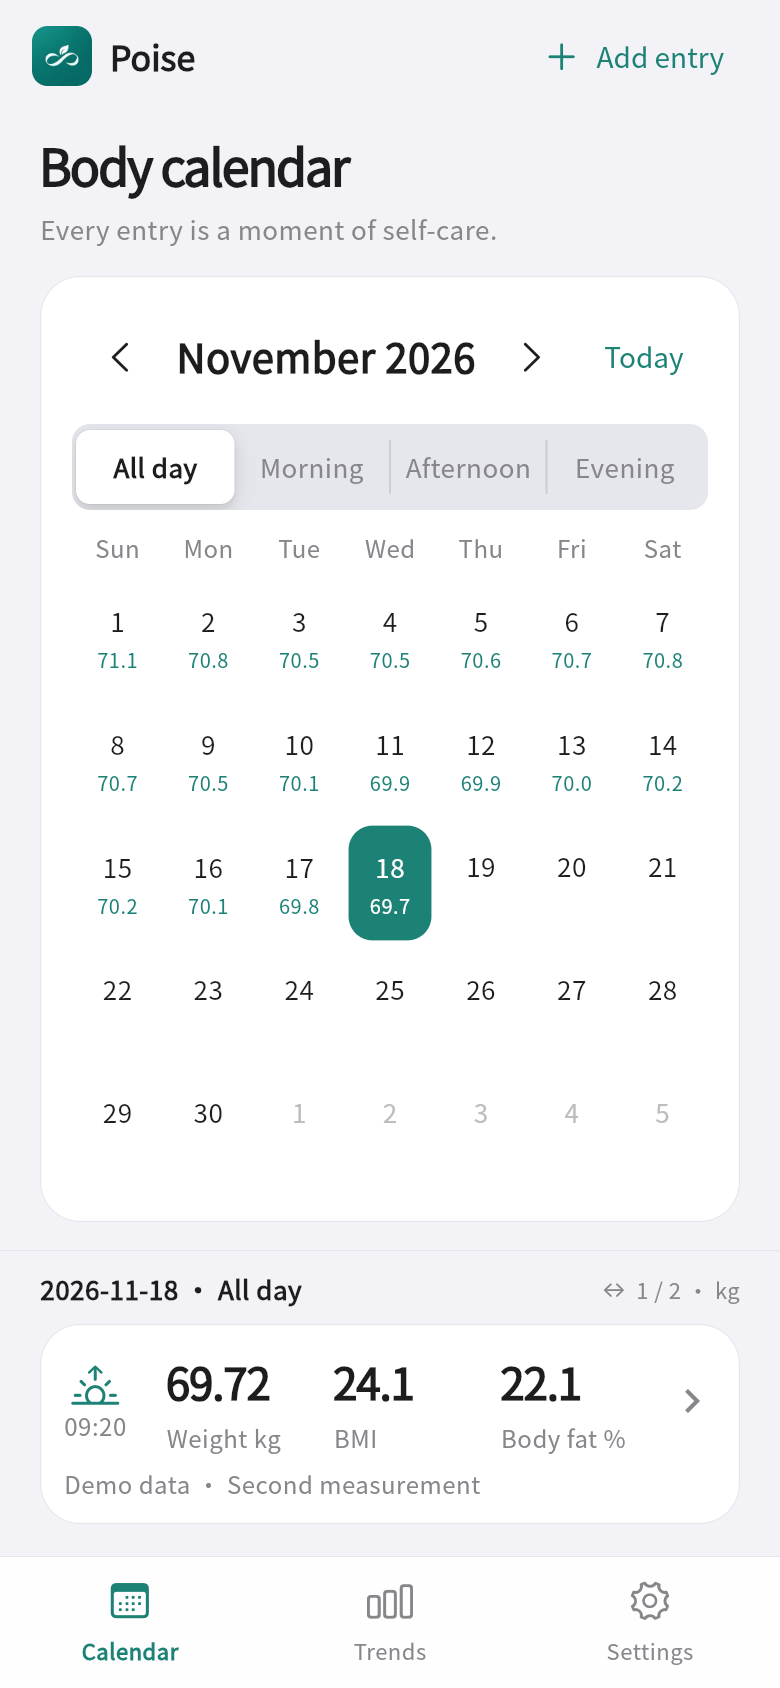 Poise
+ Add entry
Body calendar
Every entry is a moment of self-care.
November 2026 Today
All day Morning Afternoon Evening
Sun Mon Tue Wed Thu Fri Sat
1 2 3 4 5 6 7
71.1 70.8 70.5 70.5 70.6 70.7 70.8
8 9 10 11 12 13 14
70.7 70.5 70.1 69.9 69.9 70.0 70.2
15 16 17 18 19 20 21
70.2 70.1 69.8 69.7
22 23 24 25 26 27 28
29 30 1 2 3 4 5
2026-11-18 • All day ↔ 1 / 2 • kg
69.72 24.1 22.1
09:20 Weight kg BMI Body fat %
Demo data • Second measurement
Calendar Trends Settings